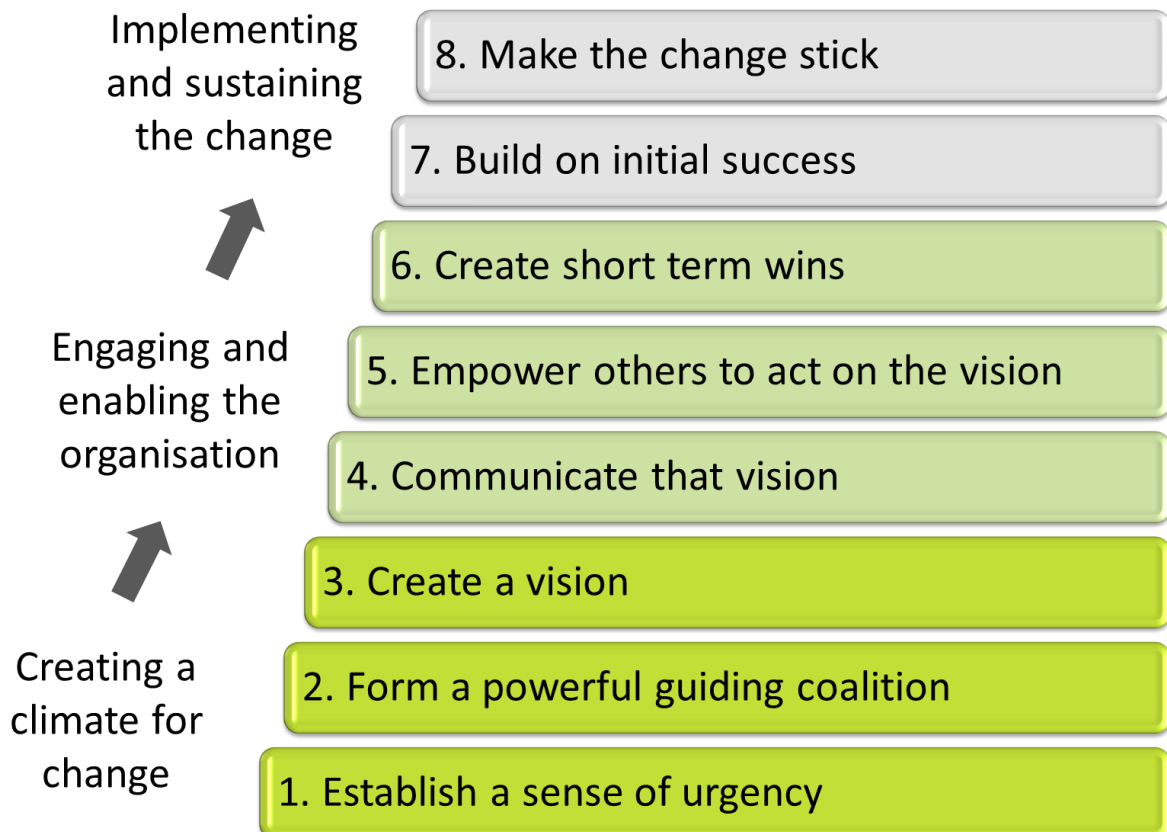 Implementing
and sustaining
the change
8. Make the change stick
7. Build on initial success
6. Create short term wins
Engaging and
enabling the
organisation
5. Empower others to act on the vision
4. Communicate that vision
3. Create a vision
Creating a
climate for
change
2. Form a powerful guiding coalition
1. Establish a sense of urgency